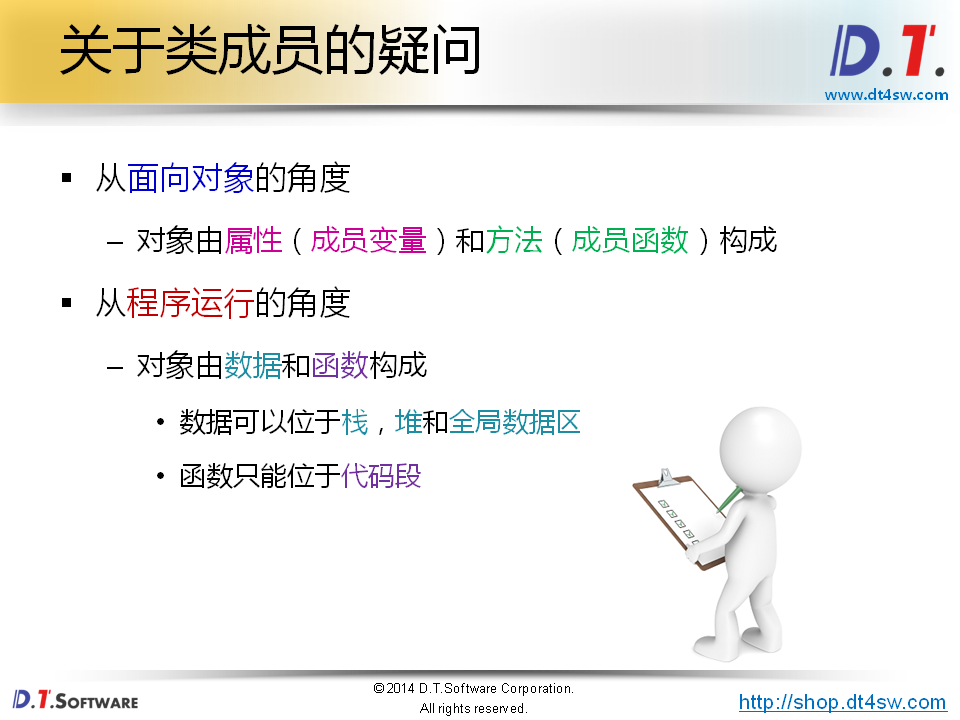 关于类成员的疑问
D.T.
www.dt4sw.com
▪ 从面向对象的角度
– 对象由属性（成员变量）和方法（成员函数）构成
▪ 从程序运行的角度
– 对象由数据和函数构成
• 数据可以位于栈，堆和全局数据区
• 函数只能位于代码段
D.T.SOFTWARE
©2014 D.T.Software Corporation.
All rights reserved.
http://shop.dt4sw.com